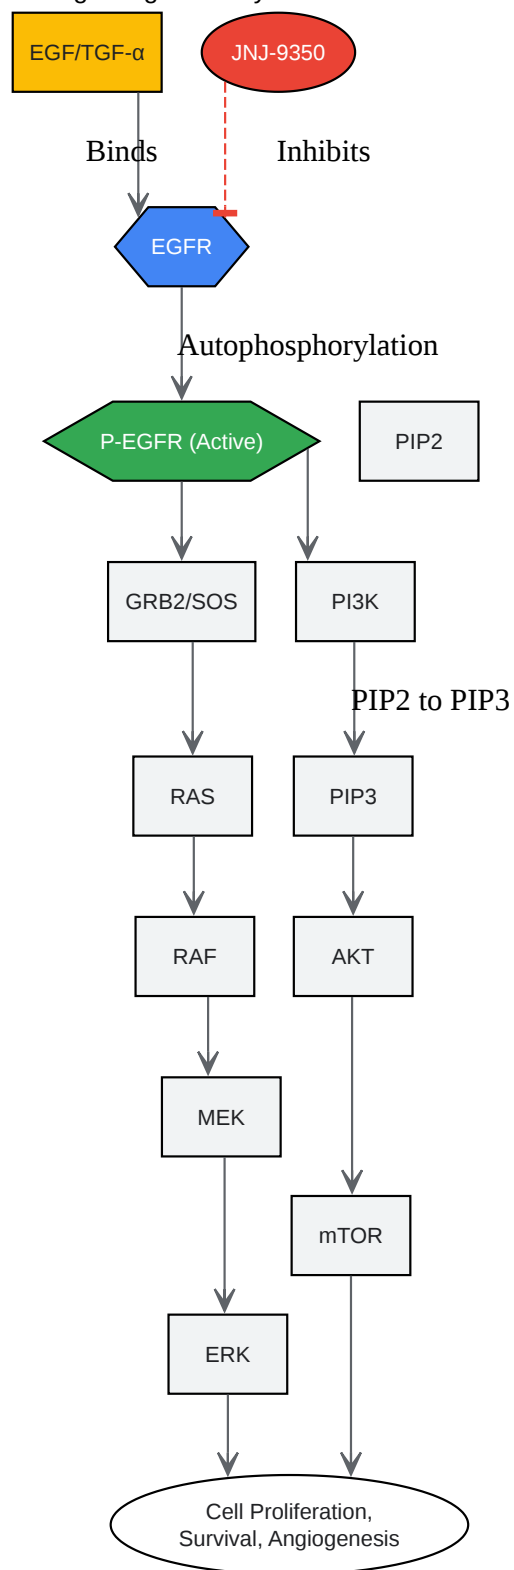 EGF/TGF-α
JNJ-9350
Binds
Inhibits
EGFR
Autophosphorylation
P-EGFR (Active)
PIP2
GRB2/SOS
PI3K
PIP2 to PIP3
RAS
PIP3
RAF
AKT
MEK
mTOR
ERK
Cell Proliferation,
Survival, Angiogenesis